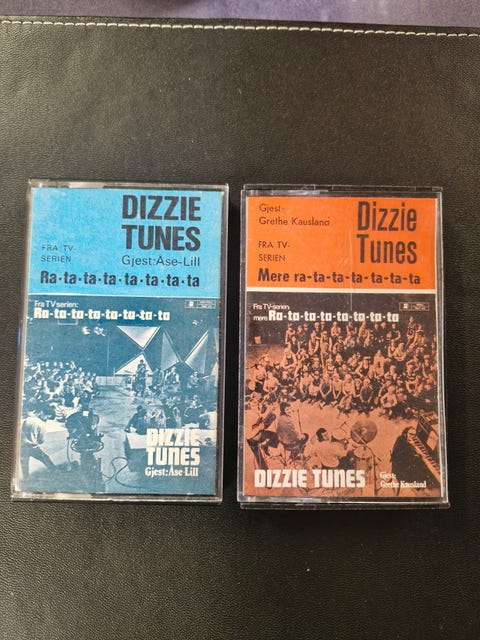 DIZZIE
TUNES
FRA TV-
SERIEN
Gjest: Åse-Lill
Ra-ta-ta-ta-ta-ta-ta-ta
Fra TV serien:
Ra-ta-ta-ta-ta-ta-ta-ta
DIZZIE
TUNES
Gjest: Åse-Lill
Gjest:
Grethe Kausland
Dizzie
Tunes
FRA TV-
SERIEN
Mere ra-ta-ta-ta-ta-ta-ta
Fra TV-serien:
mere Ra-ta-ta-ta-ta-ta-ta-ta
DIZZIE TUNES
Gjest:
Grethe Kausland